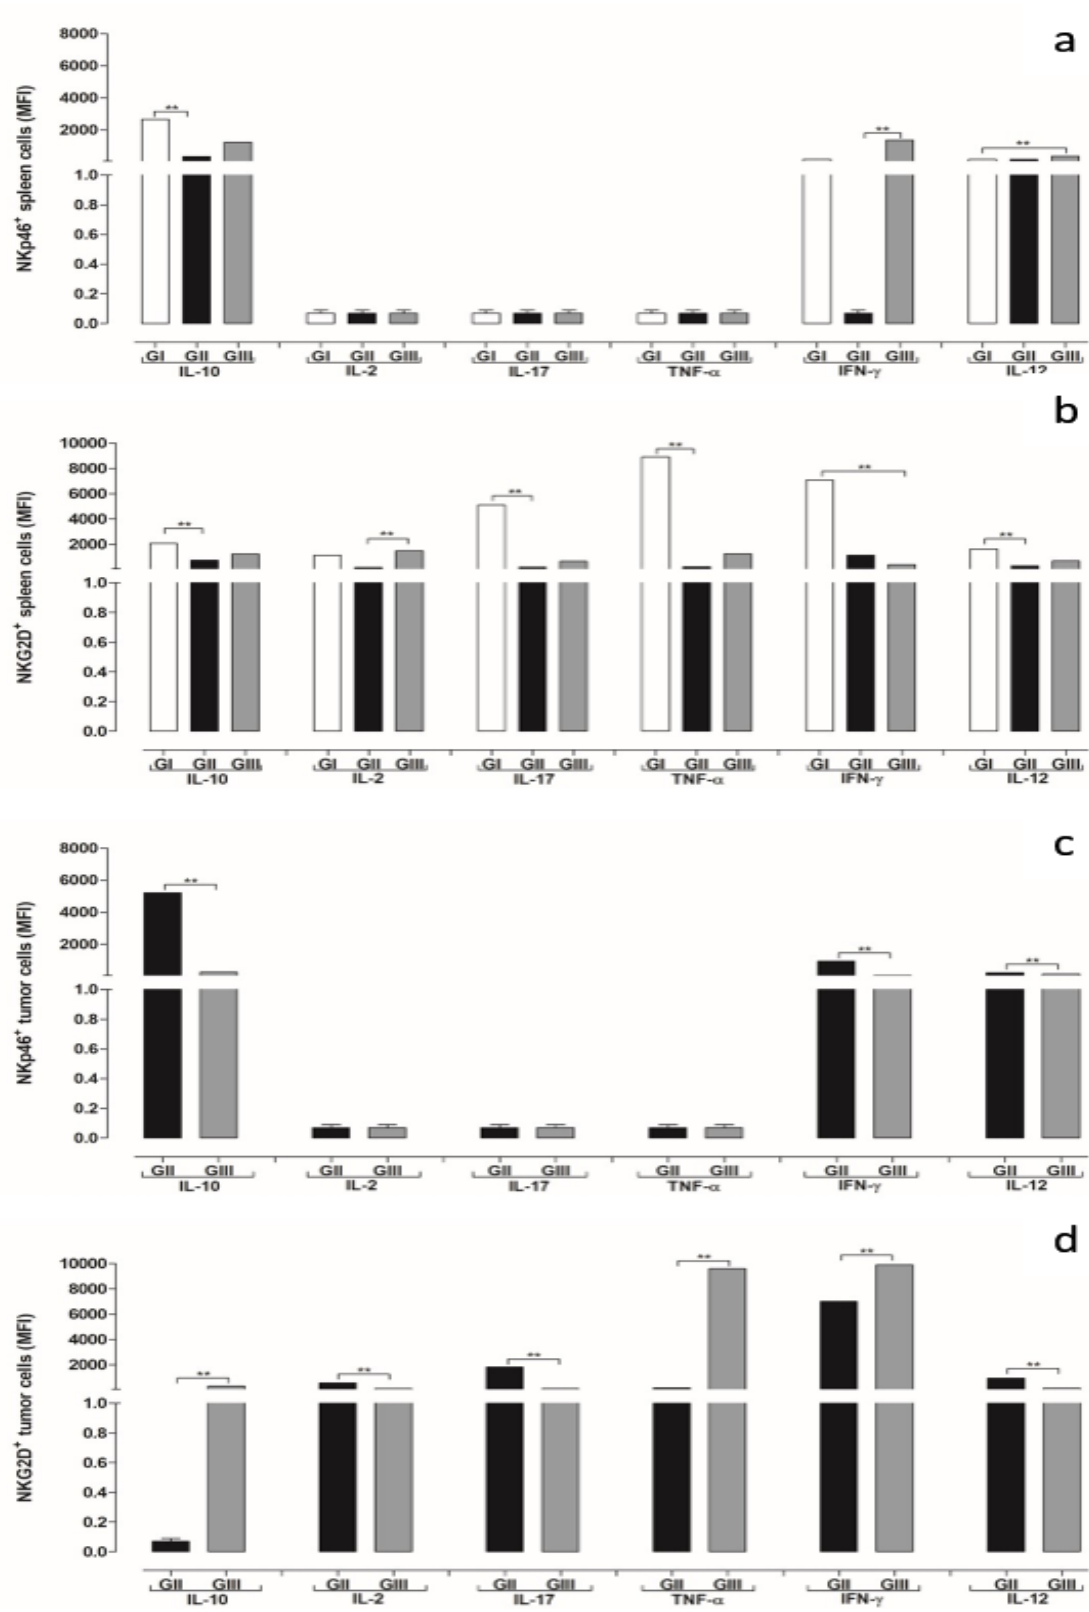 a
NKp46+ spleen cells (MFI)
8000
6000
4000
2000
1.0
0.8
0.6
0.4
0.2
0.0
** ** **
GI GII GIII GI GII GIII GI GII GIII GI GII GIII GI GII GIII GI GII GIII
IL-10 IL-2 IL-17 TNF-α IFN-γ IL-12
b
NKG2D+ spleen cells (MFI)
10000
8000
6000
4000
2000
1.0
0.8
0.6
0.4
0.2
0.0
** ** ** ** ** **
GI GII GIII GI GII GIII GI GII GIII GI GII GIII GI GII GIII GI GII GIII
IL-10 IL-2 IL-17 TNF-α IFN-γ IL-12
c
NKp46+ tumor cells (MFI)
8000
6000
4000
2000
1.0
0.8
0.6
0.4
0.2
0.0
** ** **
GII GIII GII GIII GII GIII GII GIII GII GIII GII GIII
IL-10 IL-2 IL-17 TNF-α IFN-γ IL-12
d
NKG2D+ tumor cells (MFI)
10000
8000
6000
4000
2000
1.0
0.8
0.6
0.4
0.2
0.0
** ** ** ** ** **
GII GIII GII GIII GII GIII GII GIII GII GIII GII GIII
IL-10 IL-2 IL-17 TNF-α IFN-γ IL-12